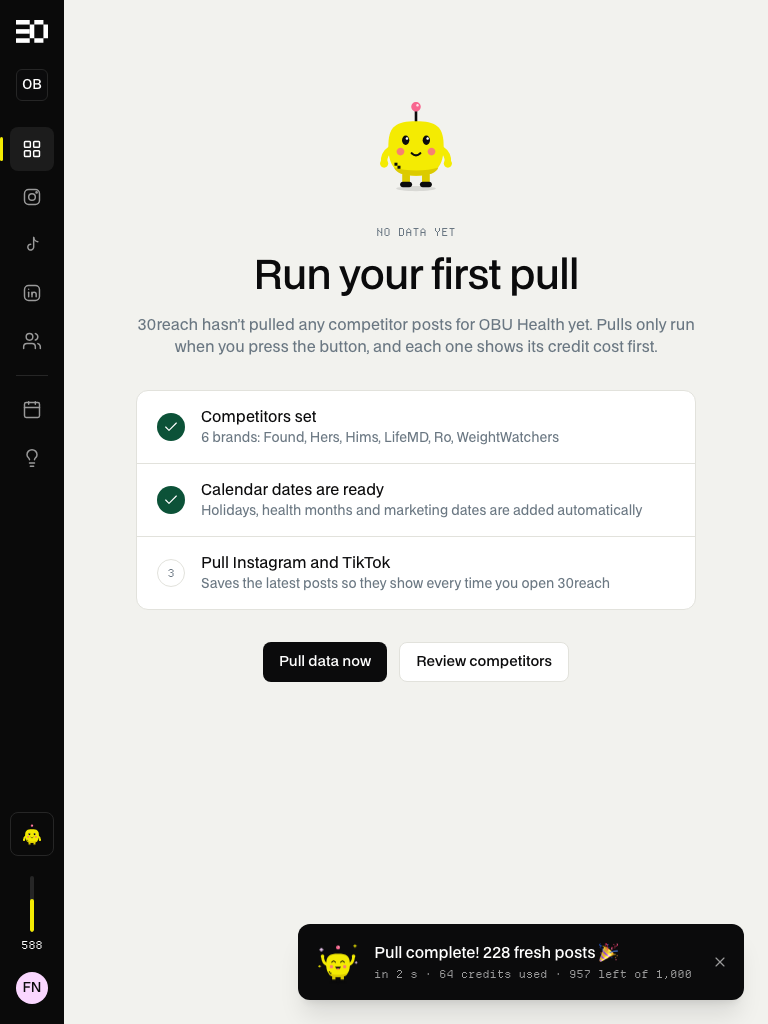 30
OB
NO DATA YET
Run your first pull
30reach hasn't pulled any competitor posts for OBU Health yet. Pulls only run
when you press the button, and each one shows its credit cost first.
Competitors set
6 brands: Found, Hers, Hims, LifeMD, Ro, WeightWatchers
Calendar dates are ready
Holidays, health months and marketing dates are added automatically
3
Pull Instagram and TikTok
Saves the latest posts so they show every time you open 30reach
Pull data now
Review competitors
588
FN
Pull complete! 228 fresh posts 🎉
in 2 s · 64 credits used · 957 left of 1,000